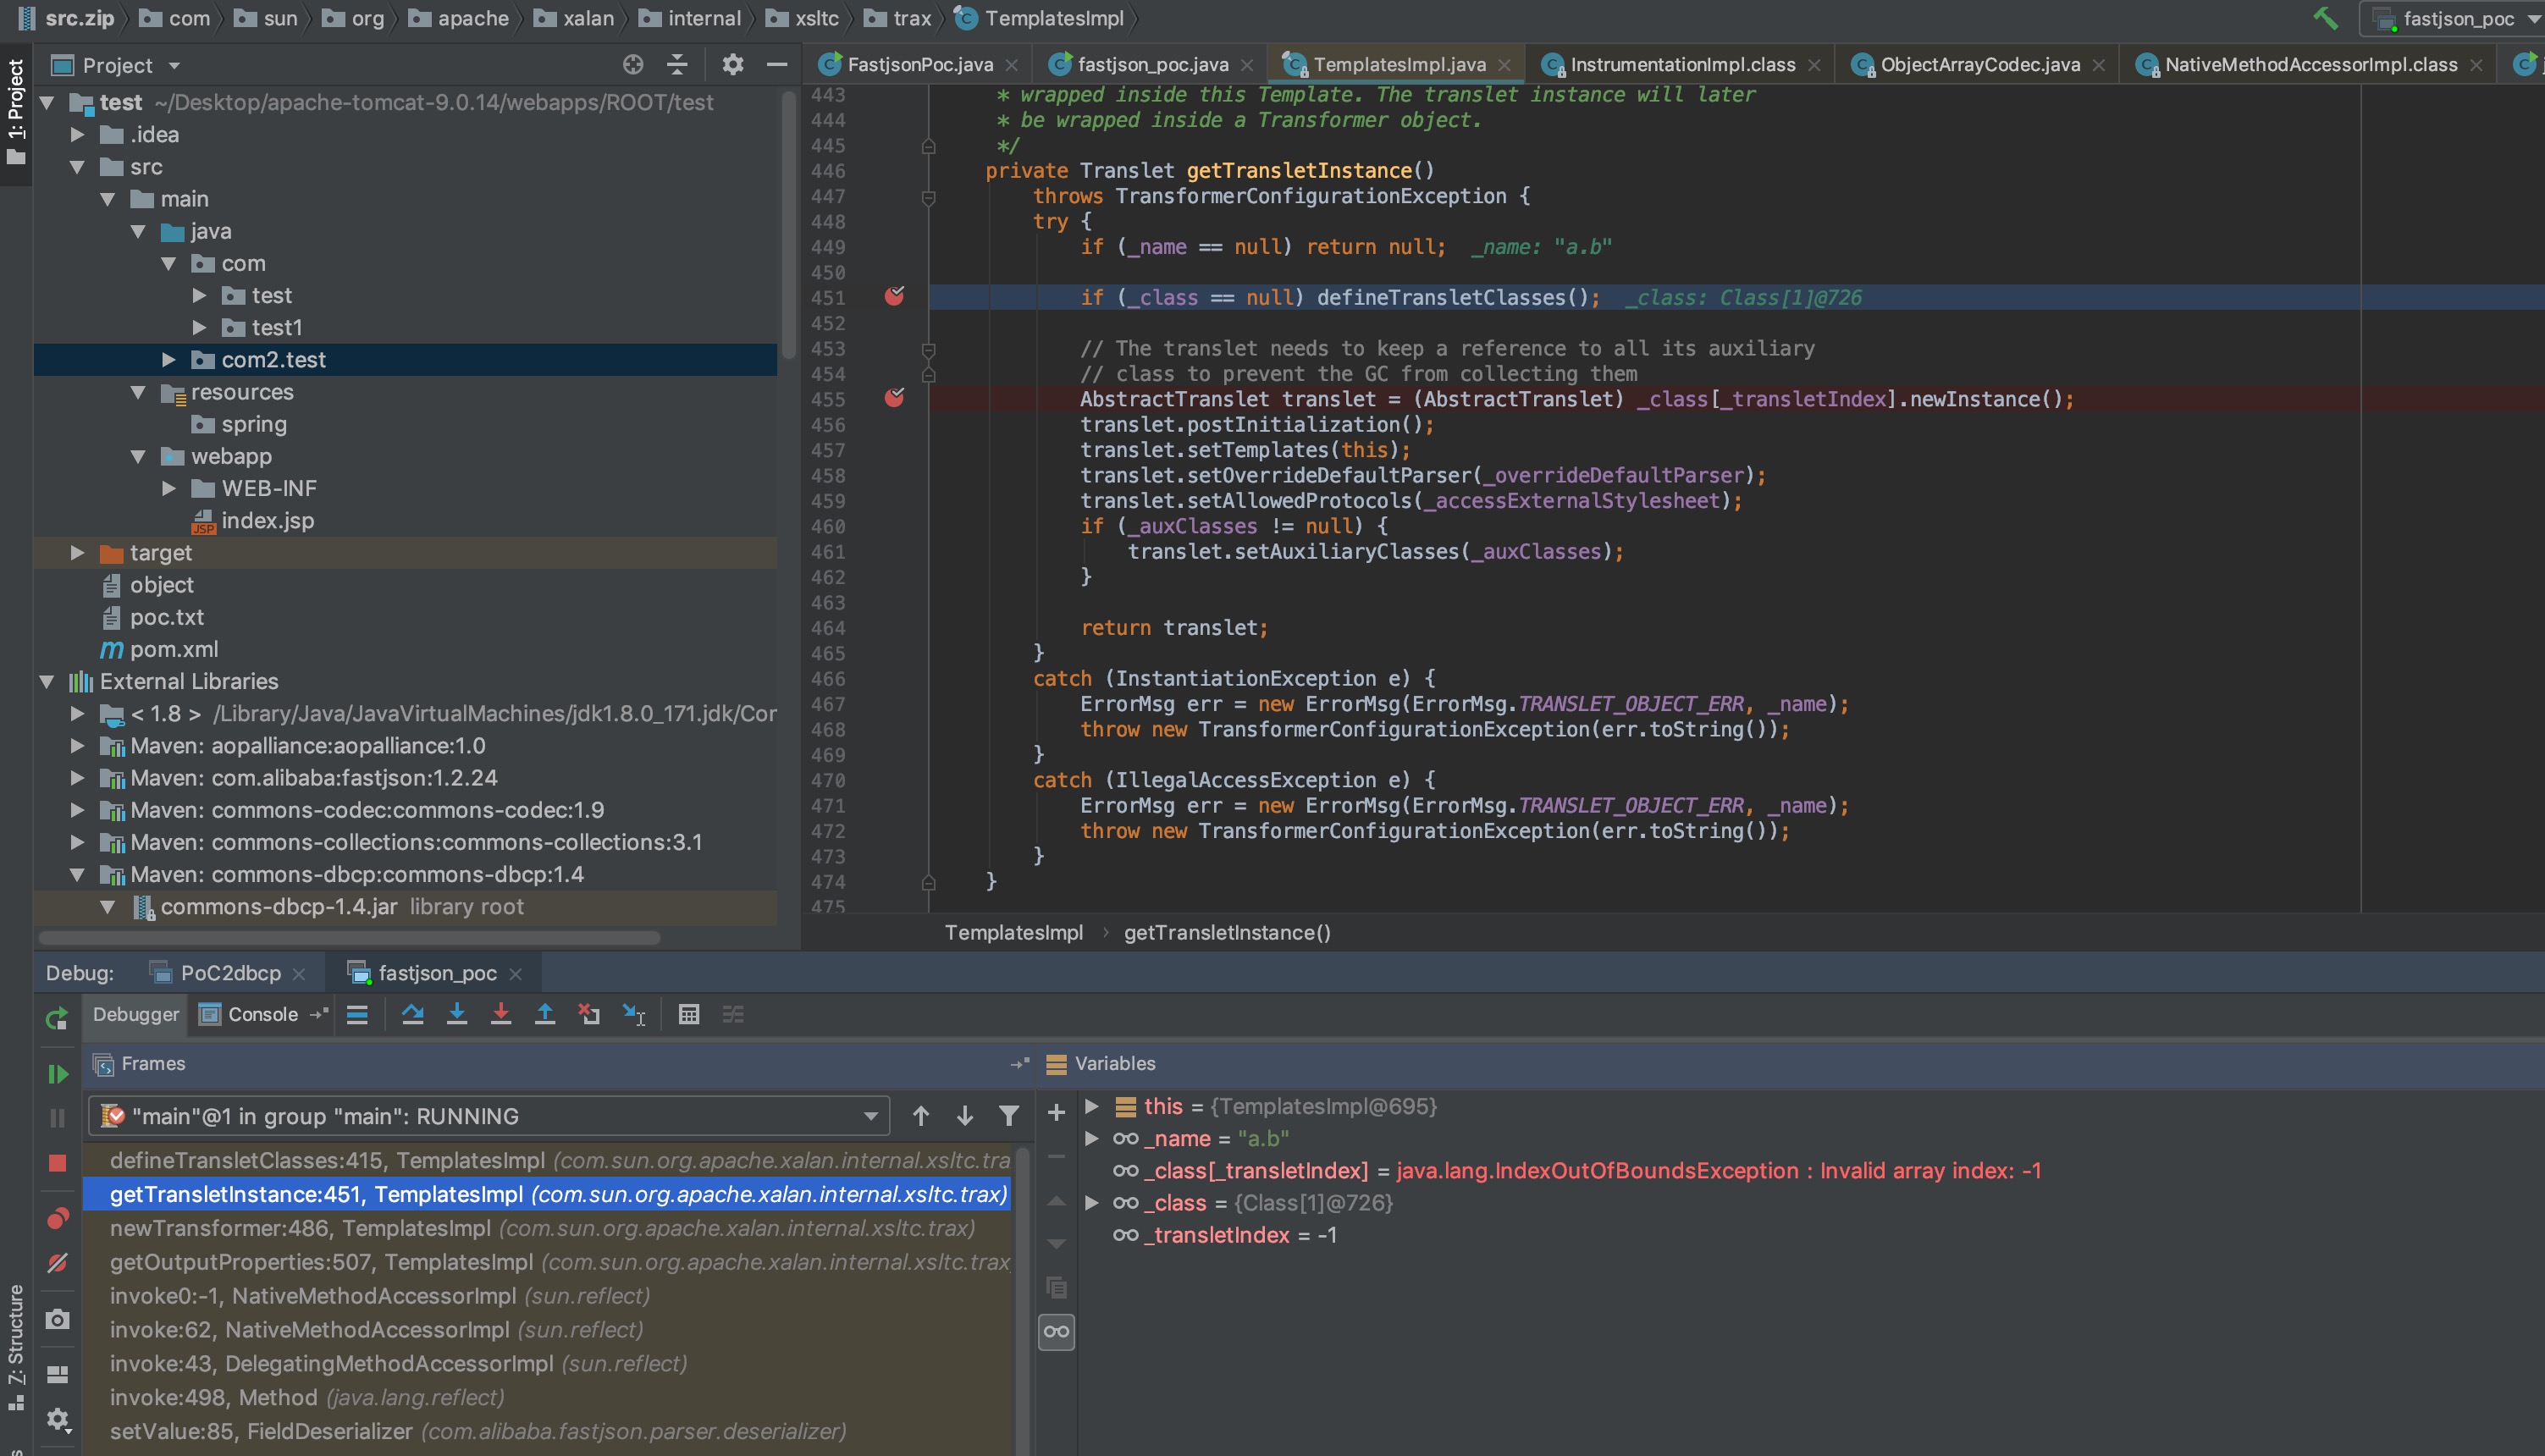 src.zip com sun org apache xalan internal xsltc trax TemplatesImpl fastjson_poc
1: Project
Project
FastjsonPoc.java fastjson_poc.java TemplatesImpl.java InstrumentationImpl.class ObjectArrayCodec.java NativeMethodAccessorImpl.class
test ~/Desktop/apache-tomcat-9.0.14/webapps/ROOT/test
.idea
src
main
java
com
test
test1
com2.test
resources
spring
webapp
WEB-INF
index.jsp
target
object
poc.txt
pom.xml
External Libraries
< 1.8 > /Library/Java/JavaVirtualMachines/jdk1.8.0_171.jdk/Cor
Maven: aopalliance:aopalliance:1.0
Maven: com.alibaba:fastjson:1.2.24
Maven: commons-codec:commons-codec:1.9
Maven: commons-collections:commons-collections:3.1
Maven: commons-dbcp:commons-dbcp:1.4
commons-dbcp-1.4.jar library root
443 * wrapped inside this Template. The translet instance will later
444 * be wrapped inside a Transformer object.
445 */
446 private Translet getTransletInstance()
447 throws TransformerConfigurationException {
448 try {
449 if (_name == null) return null; _name: "a.b"
450
451 if (_class == null) defineTransletClasses(); _class: Class[1]@726
452
453 // The translet needs to keep a reference to all its auxiliary
454 // class to prevent the GC from collecting them
455 AbstractTranslet translet = (AbstractTranslet) _class[_transletIndex].newInstance();
456 translet.postInitialization();
457 translet.setTemplates(this);
458 translet.setOverrideDefaultParser(_overrideDefaultParser);
459 translet.setAllowedProtocols(_accessExternalStylesheet);
460 if (_auxClasses != null) {
461 translet.setAuxiliaryClasses(_auxClasses);
462 }
463
464 return translet;
465 }
466 catch (InstantiationException e) {
467 ErrorMsg err = new ErrorMsg(ErrorMsg.TRANSLET_OBJECT_ERR, _name);
468 throw new TransformerConfigurationException(err.toString());
469 }
470 catch (IllegalAccessException e) {
471 ErrorMsg err = new ErrorMsg(ErrorMsg.TRANSLET_OBJECT_ERR, _name);
472 throw new TransformerConfigurationException(err.toString());
473 }
474 }
475
TemplatesImpl getTransletInstance()
Debug: PoC2dbcp fastjson_poc
Debugger Console
Frames
Variables
"main"@1 in group "main": RUNNING
defineTransletClasses:415, TemplatesImpl (com.sun.org.apache.xalan.internal.xsltc.tra
getTransletInstance:451, TemplatesImpl (com.sun.org.apache.xalan.internal.xsltc.trax)
newTransformer:486, TemplatesImpl (com.sun.org.apache.xalan.internal.xsltc.trax)
getOutputProperties:507, TemplatesImpl (com.sun.org.apache.xalan.internal.xsltc.trax
invoke0:-1, NativeMethodAccessorImpl (sun.reflect)
invoke:62, NativeMethodAccessorImpl (sun.reflect)
invoke:43, DelegatingMethodAccessorImpl (sun.reflect)
invoke:498, Method (java.lang.reflect)
setValue:85, FieldDeserializer (com.alibaba.fastjson.parser.deserializer)
this = {TemplatesImpl@695}
_name = "a.b"
_class[_transletIndex] = java.lang.IndexOutOfBoundsException : Invalid array index: -1
_class = {Class[1]@726}
_transletIndex = -1
7: Structure